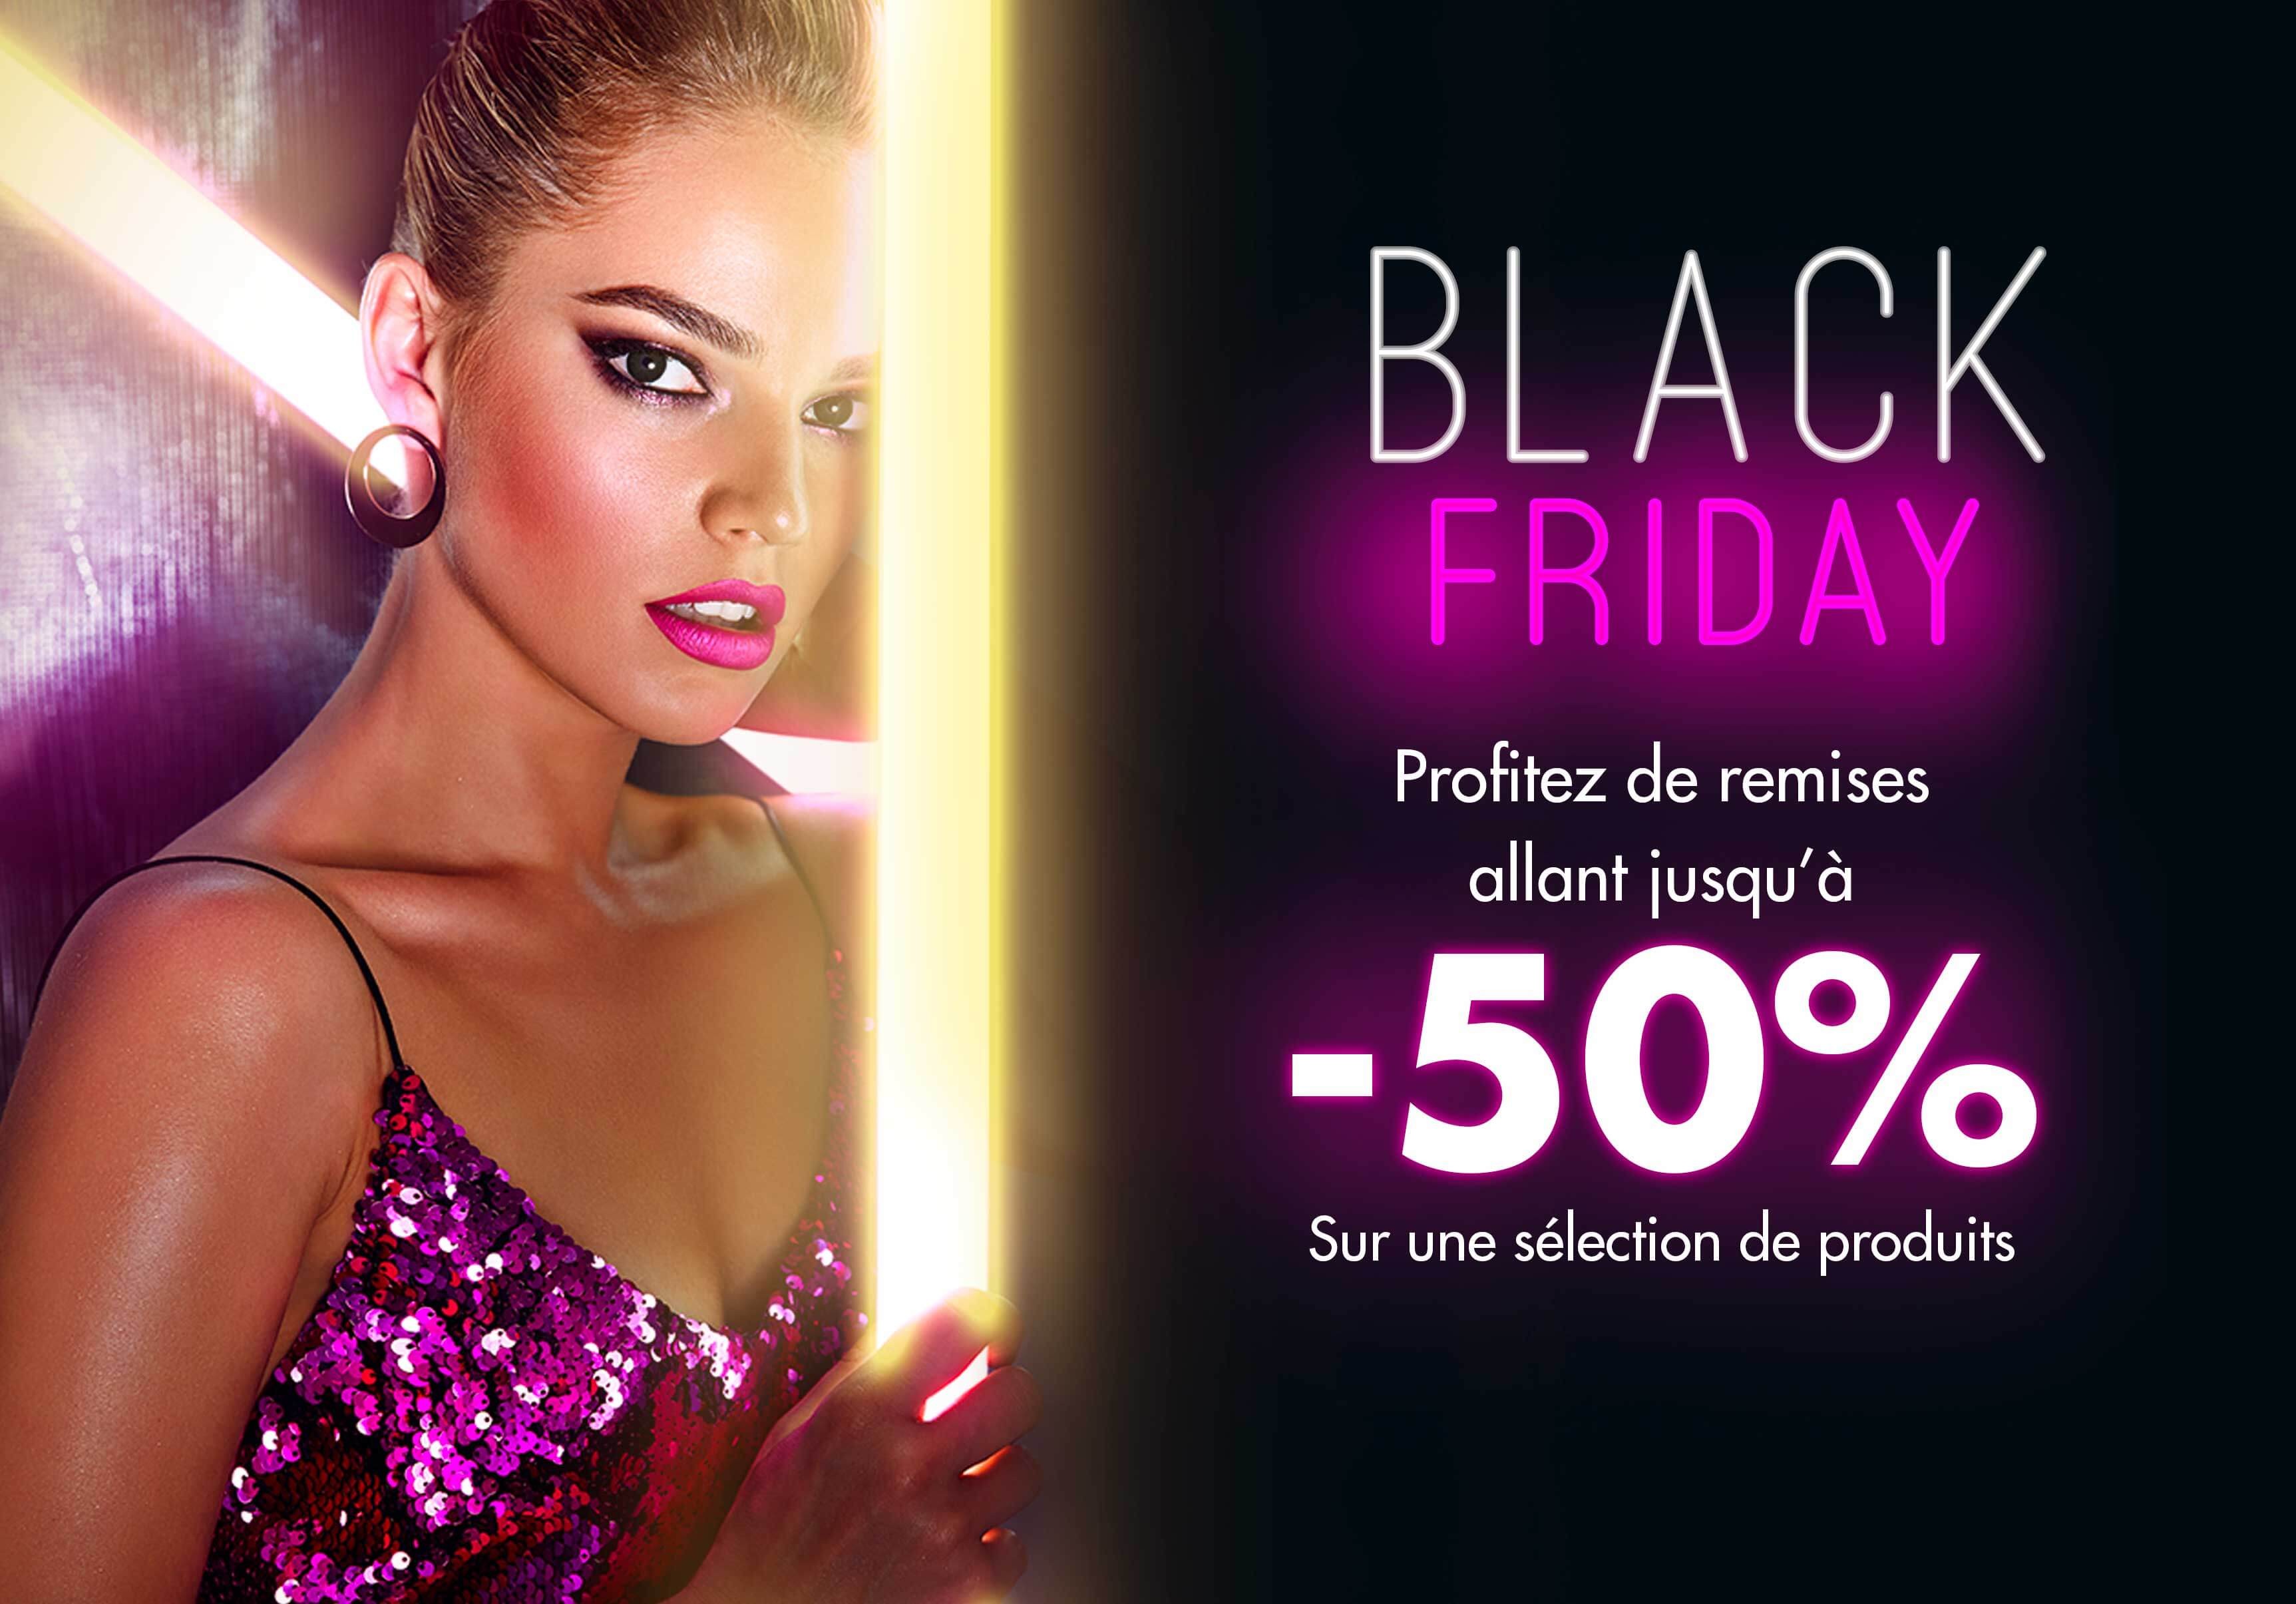 BLACK
FRIDAY
Profitez de remises
allant jusqu’à
-50%
Sur une sélection de produits